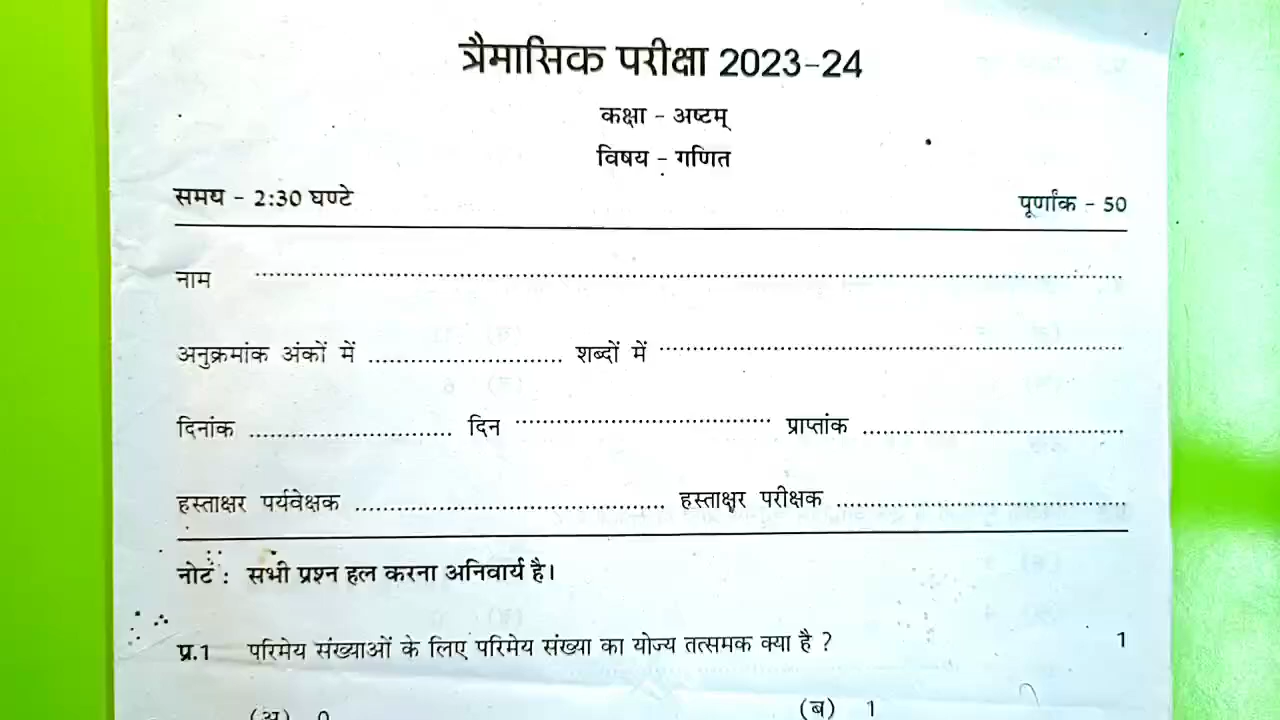 त्रैमासिक परीक्षा 2023-24
कक्षा - अष्टम्
विषय - गणित
समय - 2:30 घण्टे पूर्णांक - 50
नाम ........................................
अनुक्रमांक अंकों में .................... शब्दों में ........................................
दिनांक .................... दिन .................... प्राप्तांक ....................
हस्ताक्षर पर्यवेक्षक .................... हस्ताक्षर परीक्षक ....................
नोट : सभी प्रश्न हल करना अनिवार्य है।
प्र.1 परिमेय संख्याओं के लिए परिमेय संख्या का योज्य तत्समक क्या है ? 1
(अ) 0 (ब) 1